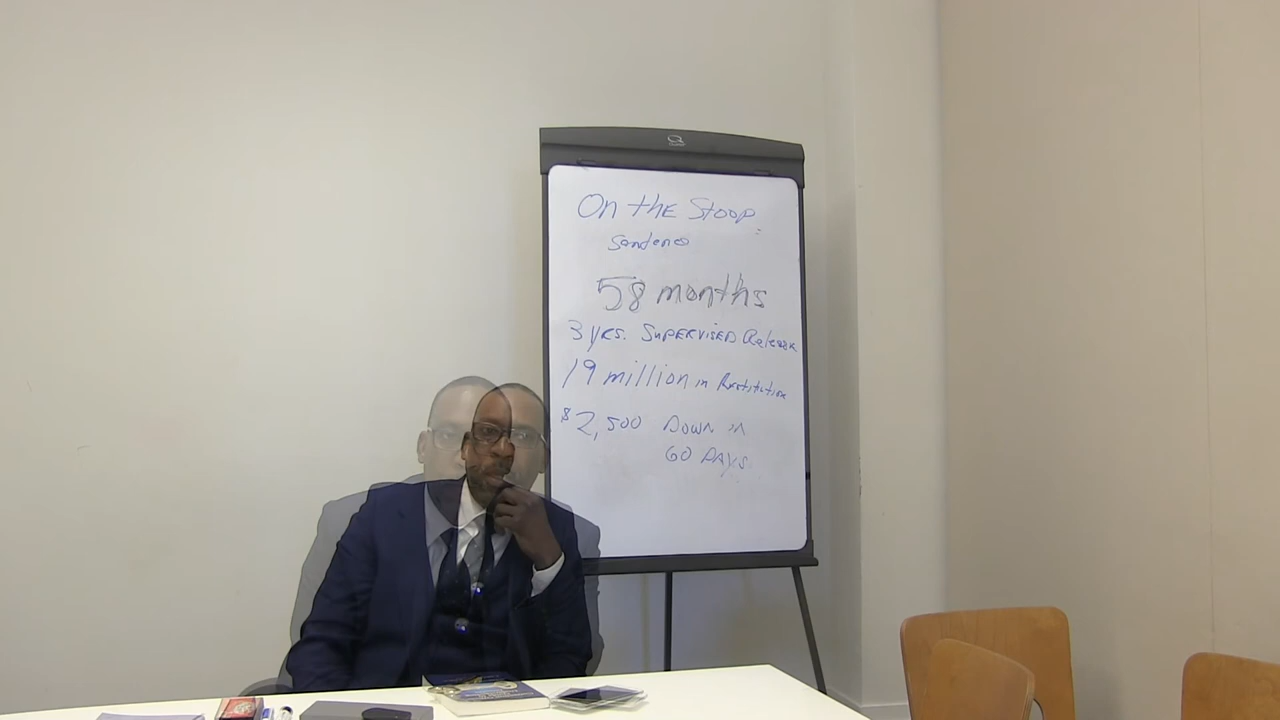 On the Stoop:
Sentence
58 months
3 yrs. Supervised Release
19 million in Restitution
$2,500 Down in
60 DAYS